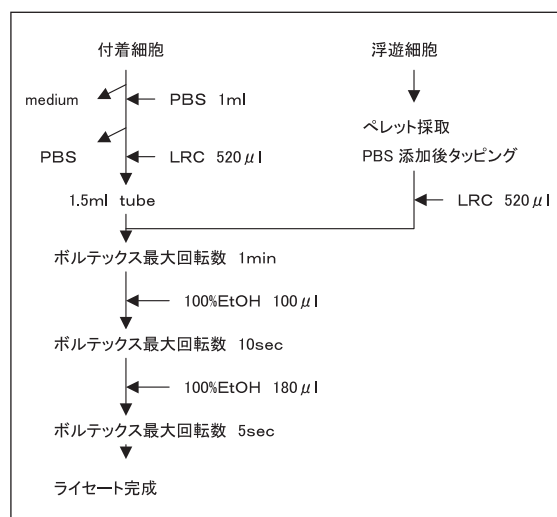 付着細胞
浮遊細胞
medium
PBS 1ml
ペレット採取
PBS 添加後タッピング
PBS
LRC 520μl
1.5ml tube
LRC 520μl
ボルテックス最大回転数 1min
100%EtOH 100μl
ボルテックス最大回転数 10sec
100%EtOH 180μl
ボルテックス最大回転数 5sec
ライセート完成